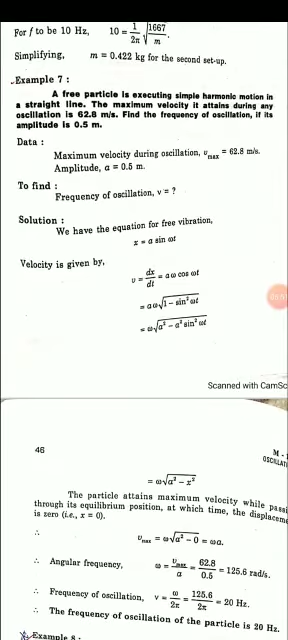 For f to be 10 Hz, 10 = 1/2π √1667/m.
Simplifying, m = 0.422 kg for the second set-up.
Example 7 :
A free particle is executing simple harmonic motion in
a straight line. The maximum velocity it attains during any
oscillation is 62.8 m/s. Find the frequency of oscillation, if its
amplitude is 0.5 m.
Data :
Maximum velocity during oscillation, υmax = 62.8 m/s.
Amplitude, a = 0.5 m.
To find :
Frequency of oscillation, ν = ?
Solution :
We have the equation for free vibration,
x = a sin ωt
Velocity is given by,
υ = dx/dt = a ω cos ωt
= a ω√1 – sin² ωt
= ω√a² – a² sin² ωt
Scanned with CamSc
46
M -
OSCILLATI
= ω√a² – x²
The particle attains maximum velocity while passi
through its equilibrium position, at which time, the displaceme
is zero (i.e., x = 0).
∴ υmax = ω√a² – 0 = ωa.
∴ Angular frequency, ω = υmax/a = 62.8/0.5 = 125.6 rad/s.
∴ Frequency of oscillation, ν = ω/2π = 125.6/2π = 20 Hz.
∴ The frequency of oscillation of the particle is 20 Hz.
Example 8 :